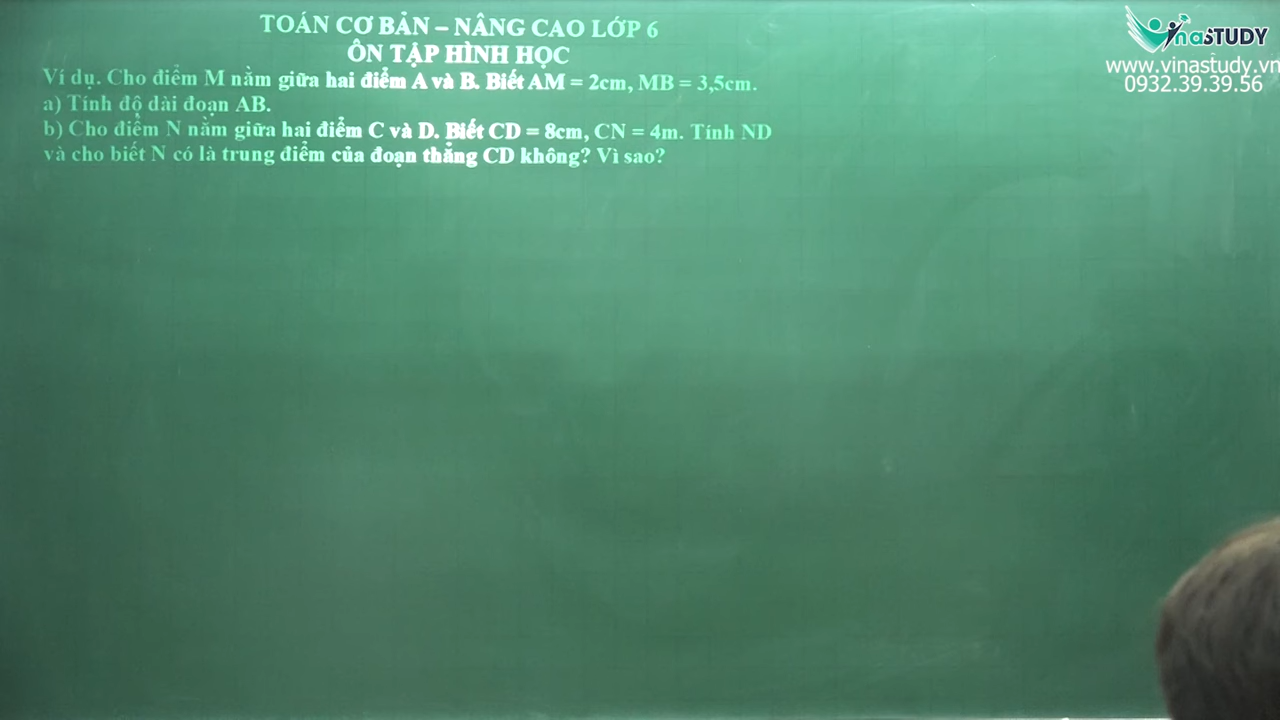 TOÁN CƠ BẢN – NÂNG CAO LỚP 6
ÔN TẬP HÌNH HỌC
Ví dụ. Cho điểm M nằm giữa hai điểm A và B. Biết AM = 2cm, MB = 3,5cm.
a) Tính độ dài đoạn AB.
b) Cho điểm N nằm giữa hai điểm C và D. Biết CD = 8cm, CN = 4m. Tính ND
và cho biết N có là trung điểm của đoạn thẳng CD không? Vì sao?
VinaSTUDY
www.vinastudy.vn
0932.39.39.56